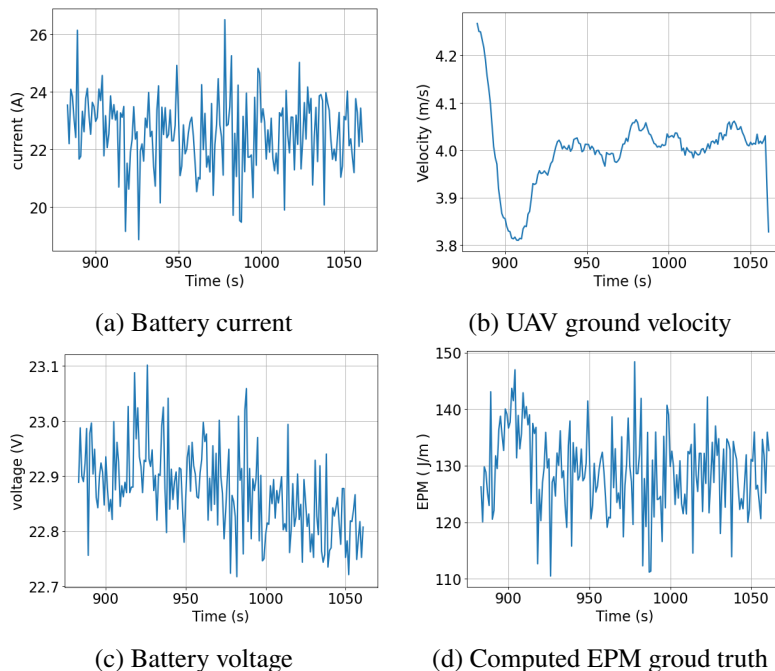 26
24
22
20
current (A)
900
950
1000
1050
Time (s)
(a) Battery current
4.2
4.1
4.0
3.9
3.8
Velocity (m/s)
900
950
1000
1050
Time (s)
(b) UAV ground velocity
23.1
23.0
22.9
22.8
22.7
voltage (V)
900
950
1000
1050
Time (s)
(c) Battery voltage
150
140
130
120
110
EPM ( J/m )
900
950
1000
1050
Time (s)
(d) Computed EPM groud truth